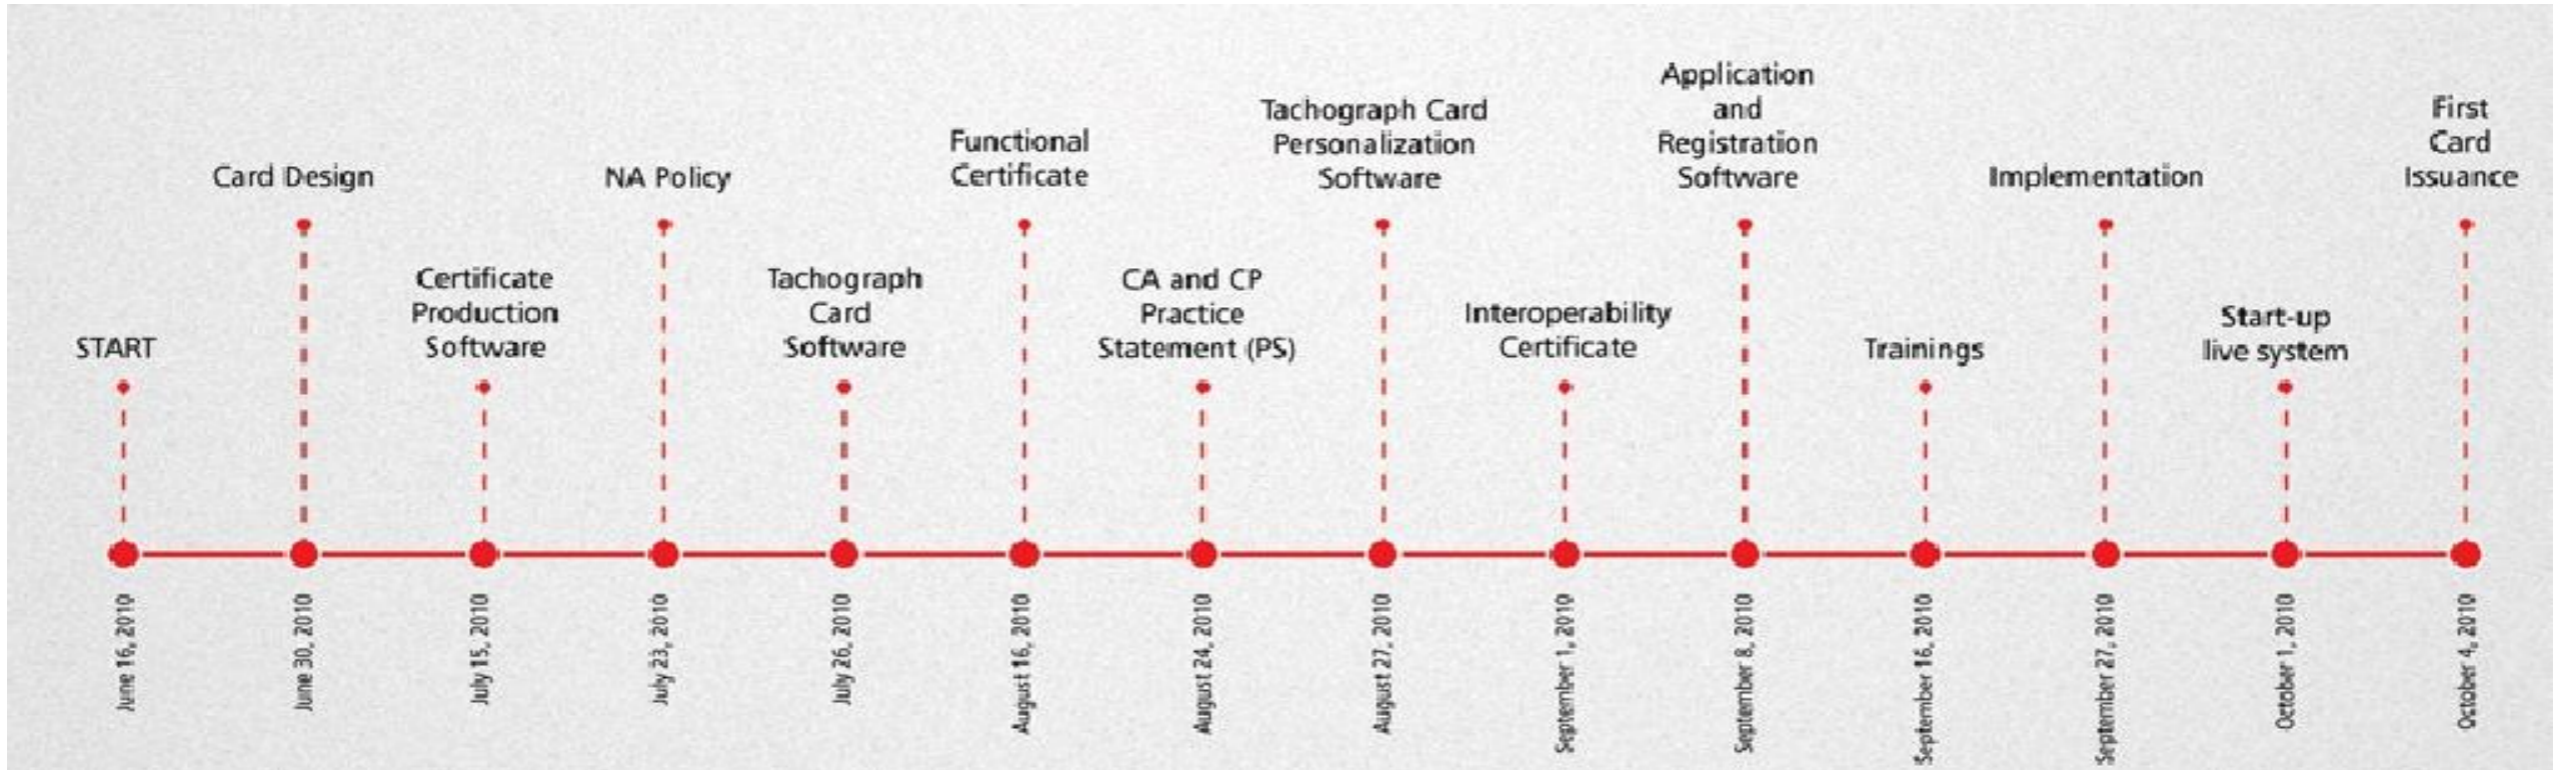 START
Card Design
Certificate
Production
Software
NA Policy
Tachograph
Card
Software
Functional
Certificate
CA and CP
Practice
Statement (PS)
Tachograph Card
Personalization
Software
Interoperability
Certificate
Application
and
Registration
Software
Trainings
Implementation
Start-up
live system
First
Card
Issuance
June 16, 2010
June 30, 2010
July 15, 2010
July 23, 2010
July 26, 2010
August 16, 2010
August 24, 2010
August 27, 2010
September 1, 2010
September 8, 2010
September 16, 2010
September 27, 2010
October 1, 2010
October 4, 2010